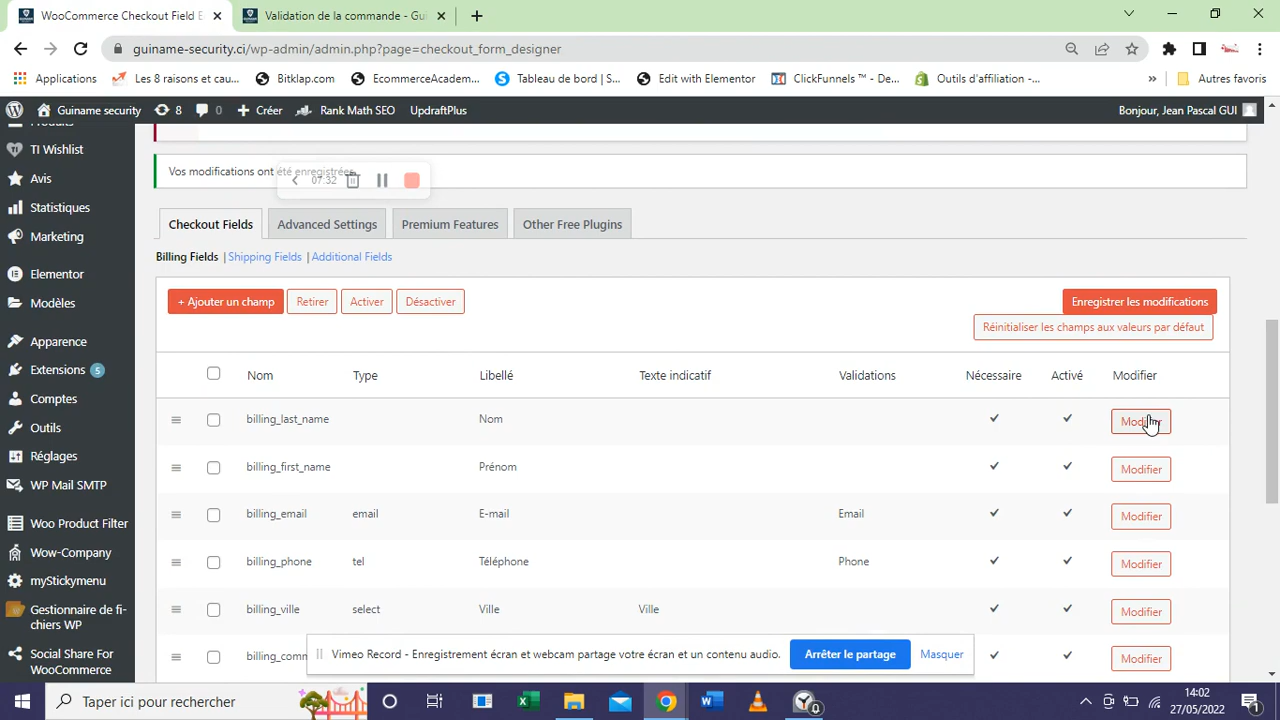 WooCommerce Checkout Field E
Validation de la commande - Gui
guiname-security.ci/wp-admin/admin.php?page=checkout_form_designer
Applications
Les 8 raisons et cau...
Bitklap.com
EcommerceAcadem...
Tableau de bord | S...
Edit with Elementor
ClickFunnels ™ - De...
Outils d'affiliation -...
»
Autres favoris
Guiname security
8
0
Créer
Rank Math SEO
UpdraftPlus
Bonjour, Jean Pascal GUI
Produits
TI Wishlist
Avis
Statistiques
Marketing
Elementor
Modèles
Apparence
Extensions 5
Comptes
Outils
Réglages
WP Mail SMTP
Woo Product Filter
Wow-Company
myStickymenu
Gestionnaire de fi-
chiers WP
Social Share For
WooCommerce
Vos modifications ont été enregistrées.
07:32
Checkout Fields
Advanced Settings
Premium Features
Other Free Plugins
Billing Fields | Shipping Fields | Additional Fields
+ Ajouter un champ
Retirer
Activer
Désactiver
Enregistrer les modifications
Réinitialiser les champs aux valeurs par défaut
Nom Type Libellé Texte indicatif Validations Nécessaire Activé Modifier
billing_last_name Nom Modifier
billing_first_name Prénom Modifier
billing_email email E-mail Email Modifier
billing_phone tel Téléphone Phone Modifier
billing_ville select Ville Ville Modifier
billing_comm Modifier
Vimeo Record - Enregistrement écran et webcam partage votre écran et un contenu audio.
Arrêter le partage
Masquer
Taper ici pour rechercher
14:02
27/05/2022